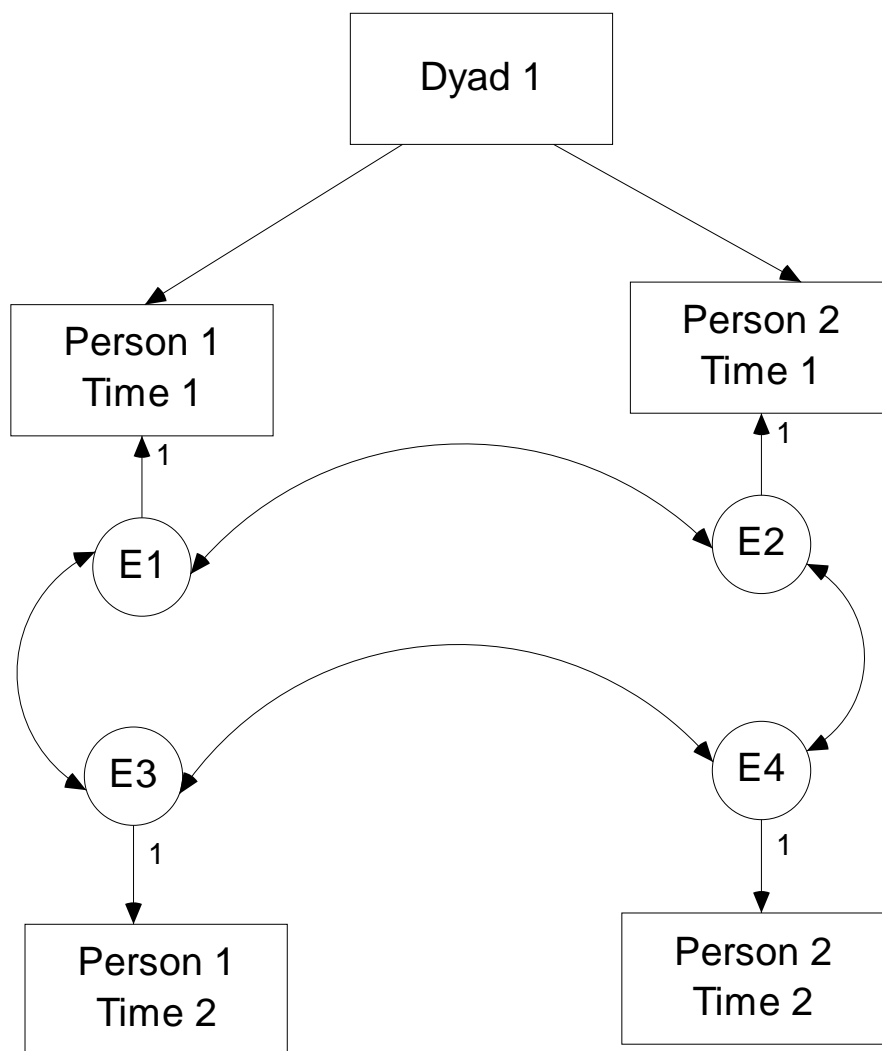 Dyad 1
Person 1
Time 1
Person 2
Time 1
1
1
E1
E2
E3
E4
1
1
Person 1
Time 2
Person 2
Time 2